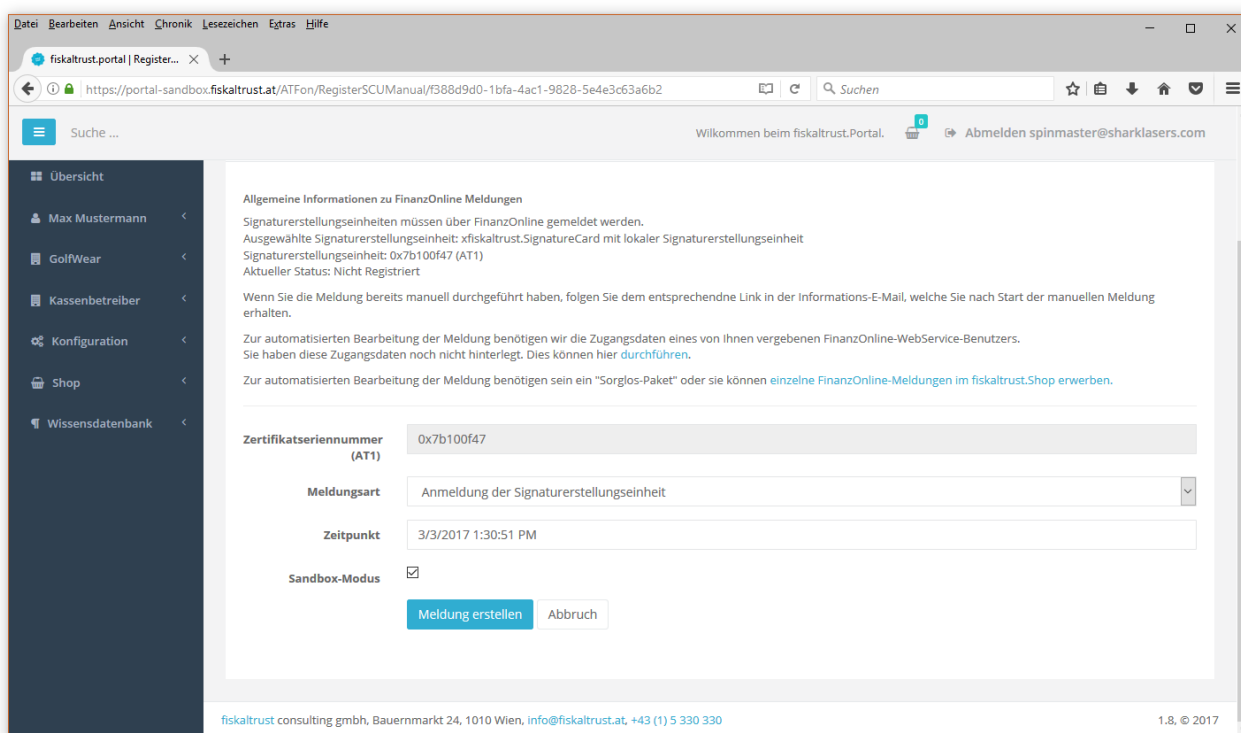 Datei Bearbeiten Ansicht Chronik Lesezeichen Extras Hilfe
fiskaltrust.portal | Register...
https://portal-sandbox.fiskaltrust.at/ATFon/RegisterSCUManual/f388d9d0-1bfa-4ac1-9828-5e4e3c63a6b2
Suchen
Suche ...
Wilkommen beim fiskaltrust.Portal.
0
Abmelden spinmaster@sharklasers.com
Übersicht
Max Mustermann
GolfWear
Kassenbetreiber
Konfiguration
Shop
Wissensdatenbank
Allgemeine Informationen zu FinanzOnline Meldungen
Signaturerstellungseinheiten müssen über FinanzOnline gemeldet werden.
Ausgewählte Signaturerstellungseinheit: xfiskaltrust.SignatureCard mit lokaler Signaturerstellungseinheit
Signaturerstellungseinheit: 0x7b100f47 (AT1)
Aktueller Status: Nicht Registriert
Wenn Sie die Meldung bereits manuell durchgeführt haben, folgen Sie dem entsprechendne Link in der Informations-E-Mail, welche Sie nach Start der manuellen Meldung
erhalten.
Zur automatisierten Bearbeitung der Meldung benötigen wir die Zugangsdaten eines von Ihnen vergebenen FinanzOnline-WebService-Benutzers.
Sie haben diese Zugangsdaten noch nicht hinterlegt. Dies können hier durchführen.
Zur automatisierten Bearbeitung der Meldung benötigen sein ein "Sorglos-Paket" oder sie können einzelne FinanzOnline-Meldungen im fiskaltrust.Shop erwerben.
Zertifikatseriennummer
(AT1)
0x7b100f47
Meldungsart
Anmeldung der Signaturerstellungseinheit
Zeitpunkt
3/3/2017 1:30:51 PM
Sandbox-Modus
Meldung erstellen
Abbruch
fiskaltrust consulting gmbh, Bauernmarkt 24, 1010 Wien, info@fiskaltrust.at, +43 (1) 5 330 330
1.8, © 2017